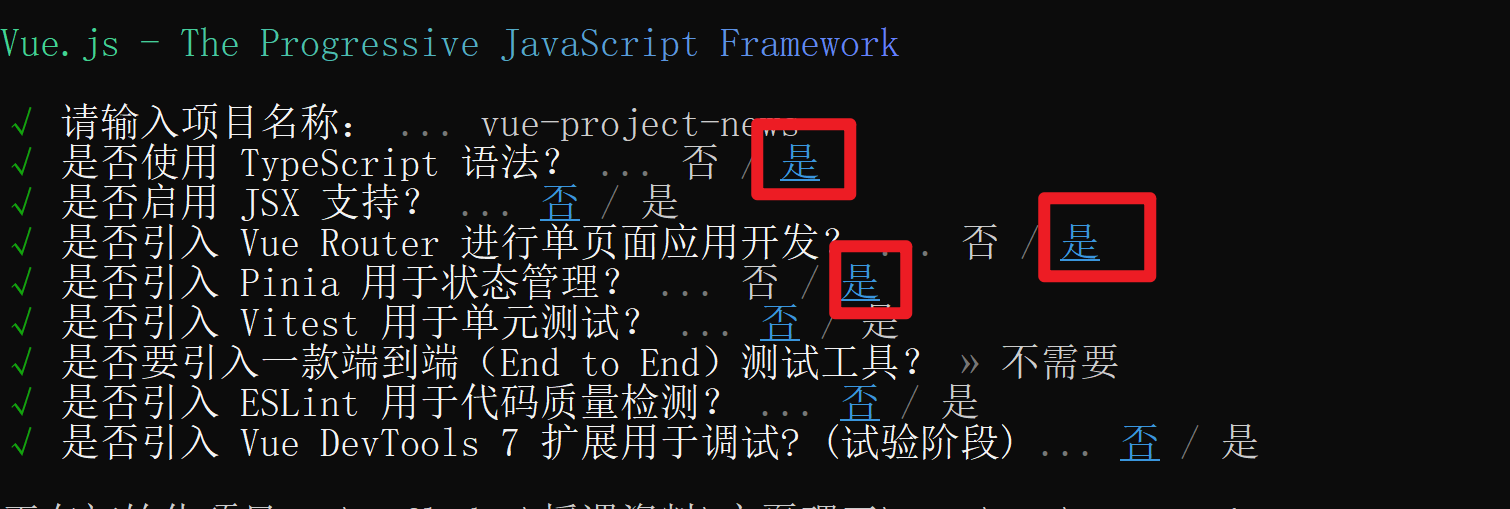 Vue.js - The Progressive JavaScript Framework
√ 请输入项目名称： ... vue-project-news
√ 是否使用 TypeScript 语法？ ... 否 / 是
√ 是否启用 JSX 支持？ ... 否 / 是
√ 是否引入 Vue Router 进行单页面应用开发？ ... 否 / 是
√ 是否引入 Pinia 用于状态管理？ ... 否 / 是
√ 是否引入 Vitest 用于单元测试？ ... 否 / 是
√ 是否要引入一款端到端（End to End）测试工具？ » 不需要
√ 是否引入 ESLint 用于代码质量检测？ ... 否 / 是
√ 是否引入 Vue DevTools 7 扩展用于调试? (试验阶段) ... 否 / 是